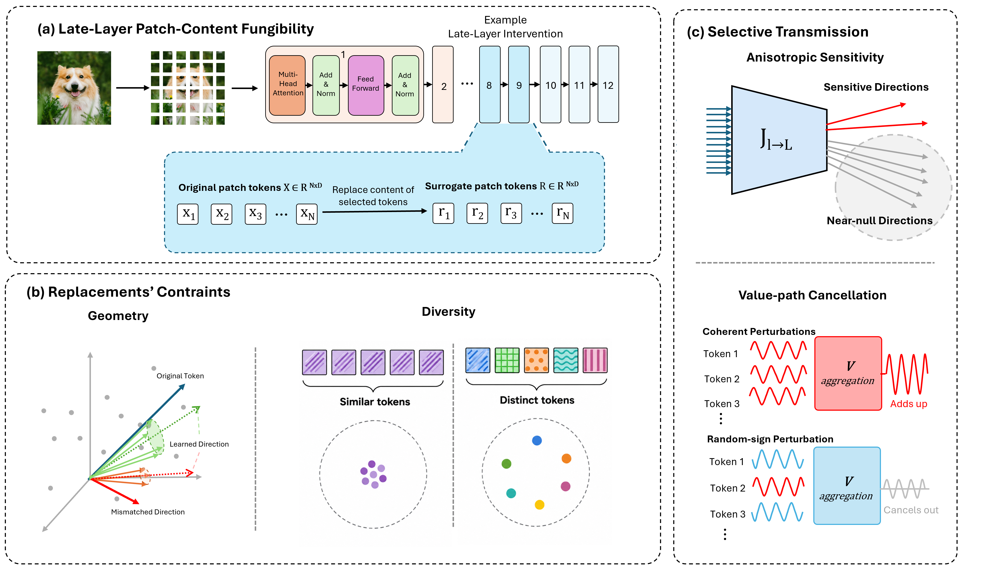 (a) Late-Layer Patch-Content Fungibility
Example
Late-Layer Intervention
1
Multi-
Head
Attention
Add
&
Norm
Feed
Forward
Add
&
Norm
2
...
8
9
10
11
12
Original patch tokens X ∈ R NxD
Replace content of
selected tokens
Surrogate patch tokens R ∈ R NxD
x1 x2 x3 ... xN
r1 r2 r3 ... rN
(b) Replacements’ Contraints
Geometry
Original Token
Learned Direction
Mismatched Direction
Diversity
Similar tokens
Distinct tokens
(c) Selective Transmission
Anisotropic Sensitivity
Sensitive Directions
Jl→L
Near-null Directions
Value-path Cancellation
Coherent Perturbations
Token 1
Token 2
Token 3
V
aggregation
Adds up
Random-sign Perturbation
Token 1
Token 2
Token 3
V
aggregation
Cancels out